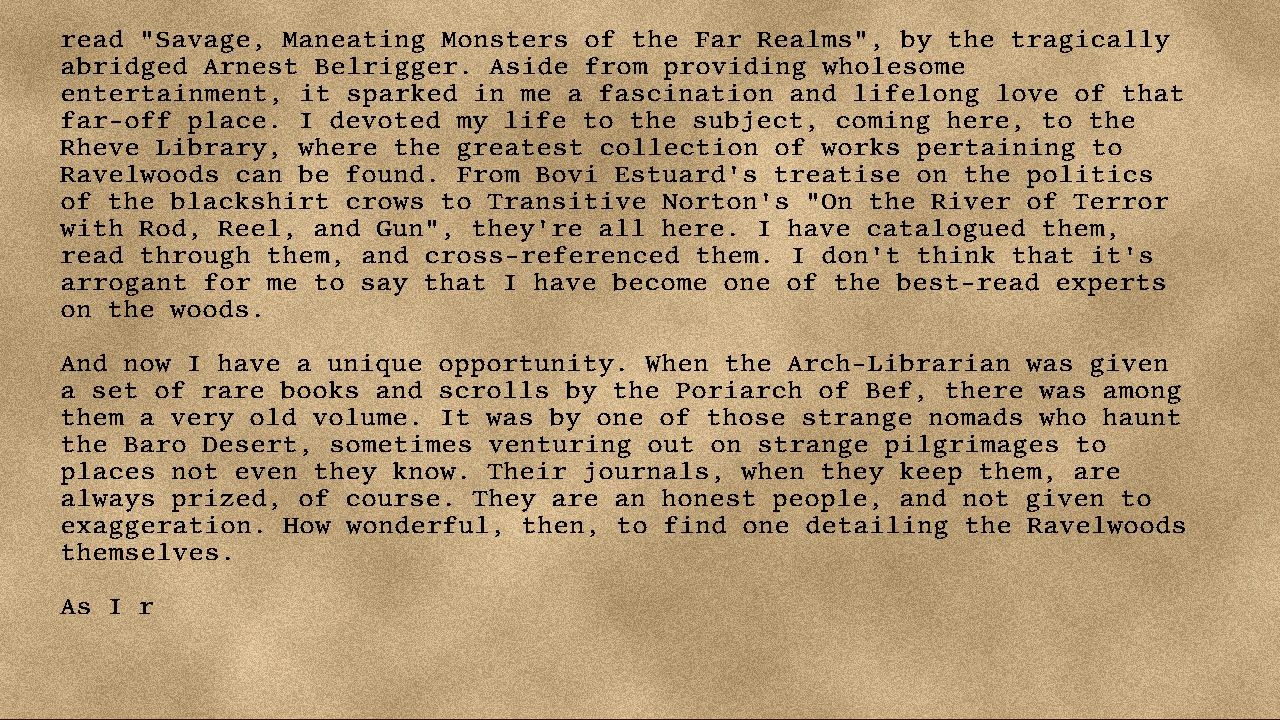 read "Savage, Maneating Monsters of the Far Realms", by the tragically
abridged Arnest Belrigger. Aside from providing wholesome
entertainment, it sparked in me a fascination and lifelong love of that
far-off place. I devoted my life to the subject, coming here, to the
Rheve Library, where the greatest collection of works pertaining to
Ravelwoods can be found. From Bovi Estuard's treatise on the politics
of the blackshirt crows to Transitive Norton's "On the River of Terror
with Rod, Reel, and Gun", they're all here. I have catalogued them,
read through them, and cross-referenced them. I don't think that it's
arrogant for me to say that I have become one of the best-read experts
on the woods.
And now I have a unique opportunity. When the Arch-Librarian was given
a set of rare books and scrolls by the Poriarch of Bef, there was among
them a very old volume. It was by one of those strange nomads who haunt
the Baro Desert, sometimes venturing out on strange pilgrimages to
places not even they know. Their journals, when they keep them, are
always prized, of course. They are an honest people, and not given to
exaggeration. How wonderful, then, to find one detailing the Ravelwoods
themselves.
As I r